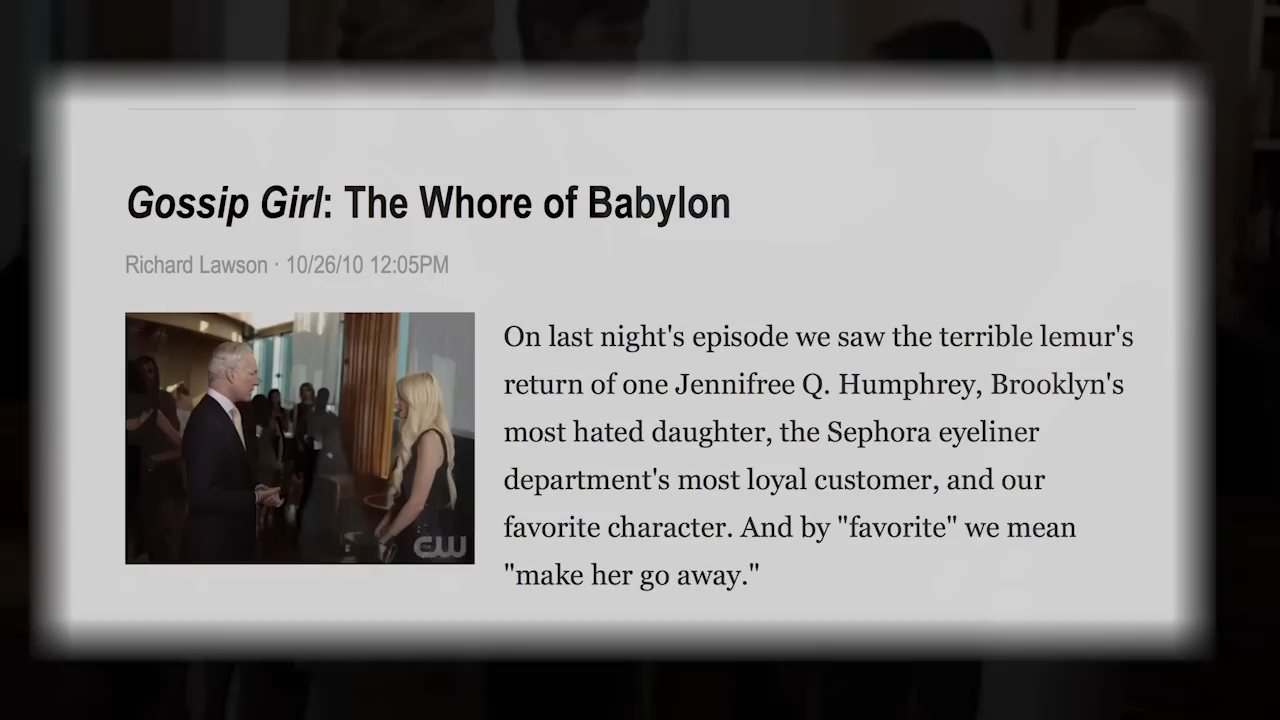 Gossip Girl: The Whore of Babylon
Richard Lawson · 10/26/10 12:05PM
On last night's episode we saw the terrible lemur's
return of one Jennifree Q. Humphrey, Brooklyn's
most hated daughter, the Sephora eyeliner
department's most loyal customer, and our
favorite character. And by "favorite" we mean
"make her go away."
CW